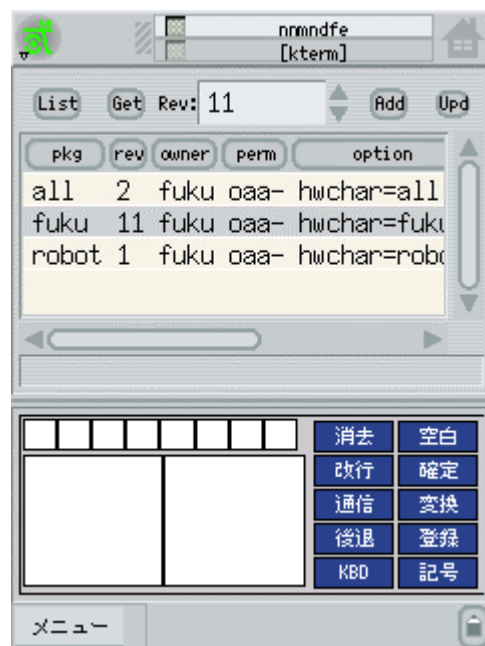 nnmndfe
[kterm]
List Get Rev: 11 Add Upd
pkg rev owner perm option
all 2 fuku oaa- hwchar=all
fuku 11 fuku oaa- hwchar=fuku
robot 1 fuku oaa- hwchar=robo
消去 空白
改行 確定
通信 変換
後退 登録
KBD 記号
メニュー